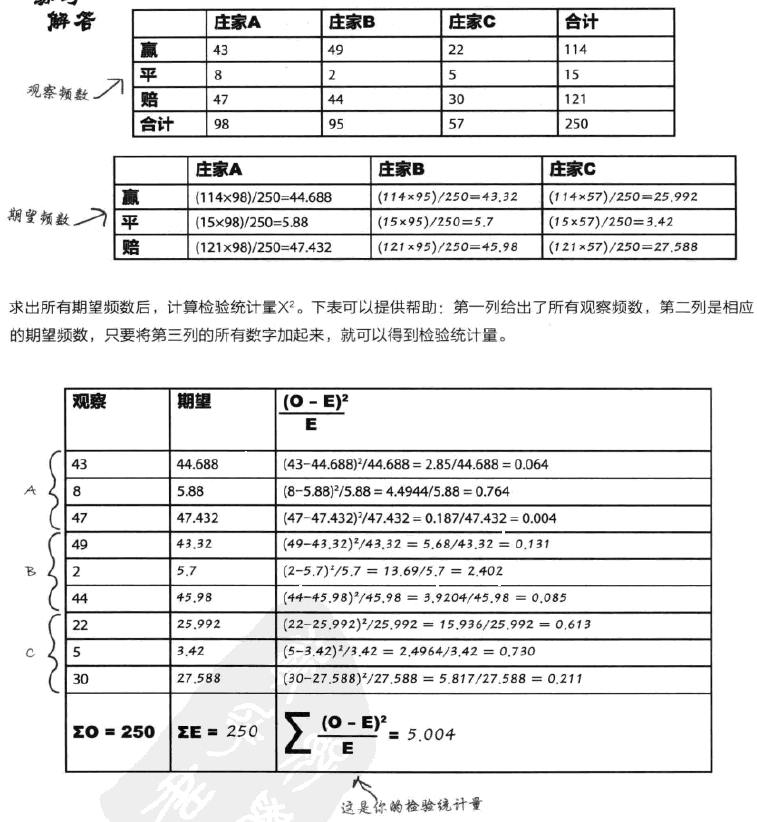 解答
庄家A 庄家B 庄家C 合计
赢 43 49 22 114
平 8 2 5 15
赔 47 44 30 121
合计 98 95 57 250
观察频数
庄家A 庄家B 庄家C
赢 (114×98)/250=44.688 (114×95)/250=43.32 (114×57)/250=25.992
平 (15×98)/250=5.88 (15×95)/250=5.7 (15×57)/250=3.42
赔 (121×98)/250=47.432 (121×95)/250=45.98 (121×57)/250=27.588
期望频数
求出所有期望频数后，计算检验统计量X²。下表可以提供帮助：第一列给出了所有观察频数，第二列是相应
的期望频数，只要将第三列的所有数字加起来，就可以得到检验统计量。
观察 期望 (O – E)²/E
A
43 44.688 (43–44.688)²/44.688 = 2.85/44.688 = 0.064
8 5.88 (8–5.88)²/5.88 = 4.4944/5.88 = 0.764
47 47.432 (47–47.432)²/47.432 = 0.187/47.432 = 0.004
B
49 43.32 (49–43.32)²/43.32 = 5.68/43.32 = 0.131
2 5.7 (2–5.7)²/5.7 = 13.69/5.7 = 2.402
44 45.98 (44–45.98)²/45.98 = 3.9204/45.98 = 0.085
C
22 25.992 (22–25.992)²/25.992 = 15.936/25.992 = 0.613
5 3.42 (5–3.42)²/3.42 = 2.4964/3.42 = 0.730
30 27.588 (30–27.588)²/27.588 = 5.817/27.588 = 0.211
ΣO = 250 ΣE = 250 ∑ (O – E)²/E = 5.004
这是你的检验统计量